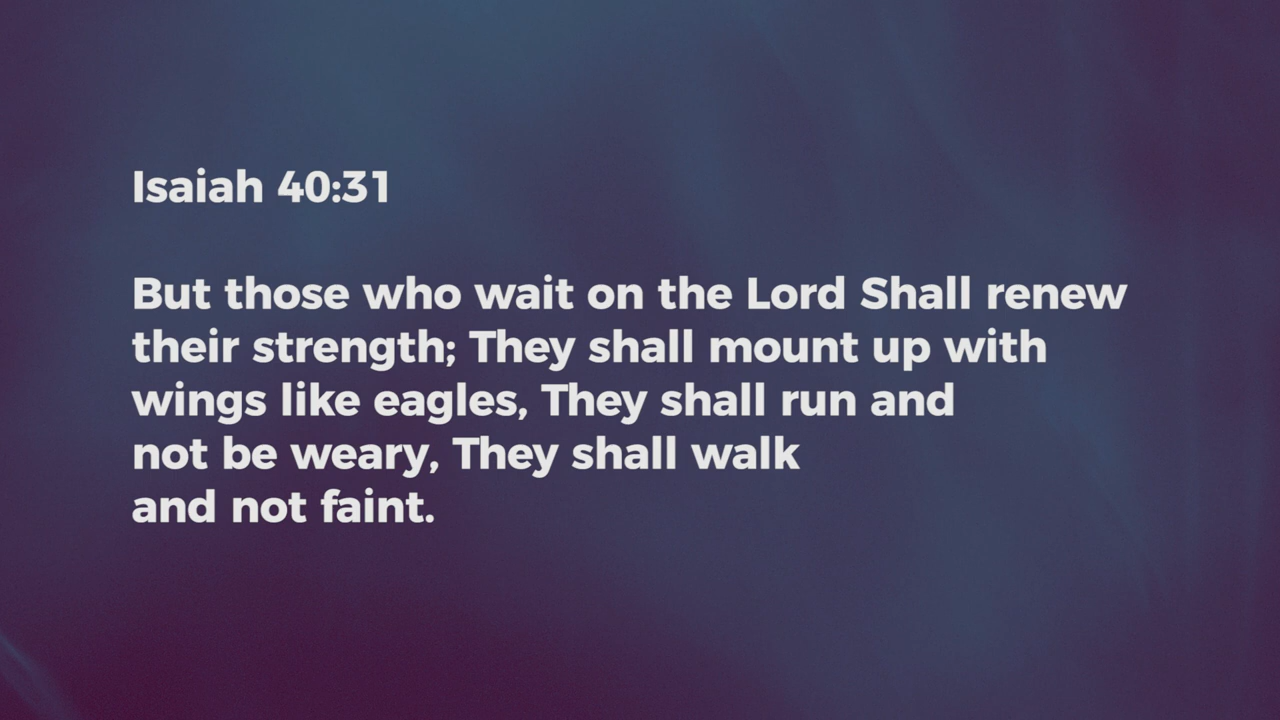 Isaiah 40:31
But those who wait on the Lord Shall renew
their strength; They shall mount up with
wings like eagles, They shall run and
not be weary, They shall walk
and not faint.